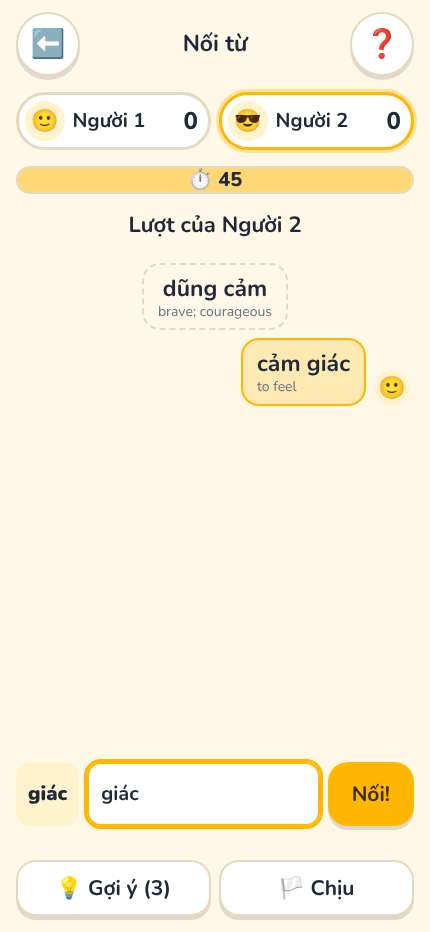 Nối từ
Người 1 0
Người 2 0
45
Lượt của Người 2
dũng cảm
brave; courageous
cảm giác
to feel
giác
giác
Nối!
Gợi ý (3)
Chịu